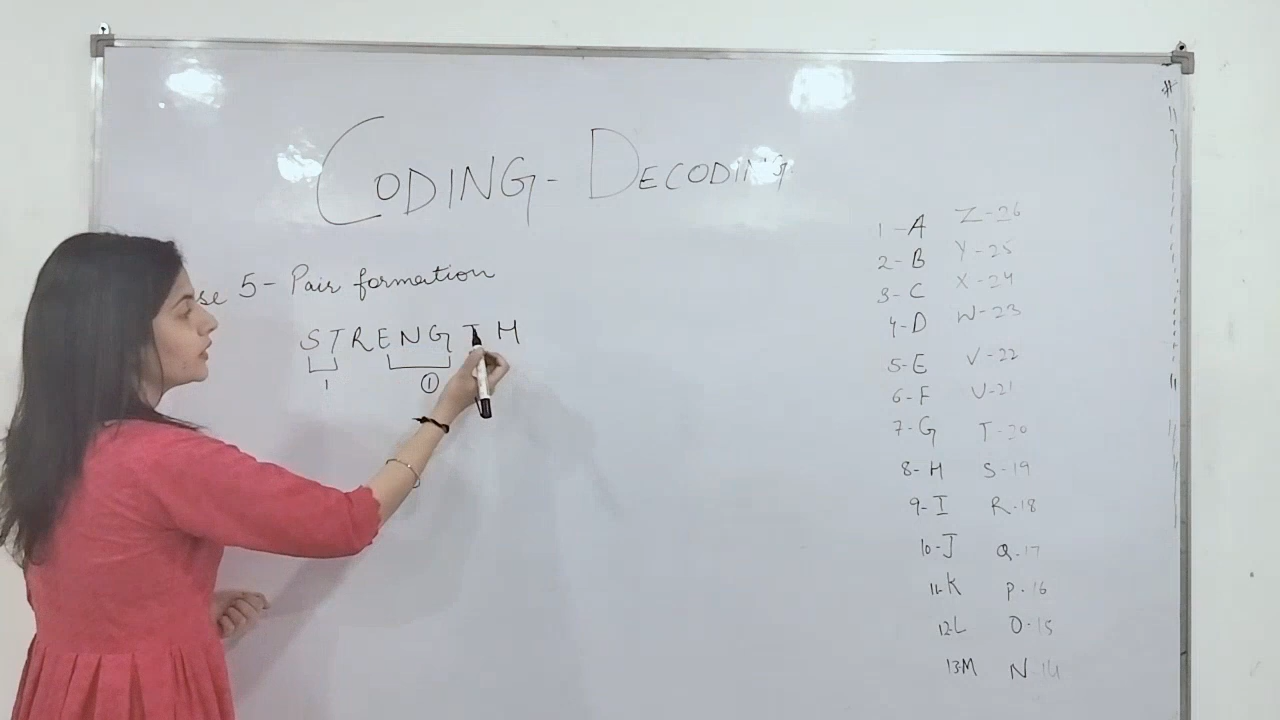 CODING-DECODING
5- Pair formation
STRENGTH
1 ①
1-A Z-26
2-B Y-25
3-C X-24
4-D W-23
5-E V-22
6-F U-21
7-G T-20
8-H S-19
9-I R-18
10-J Q-17
11-K P-16
12-L O-15
13-M N-14